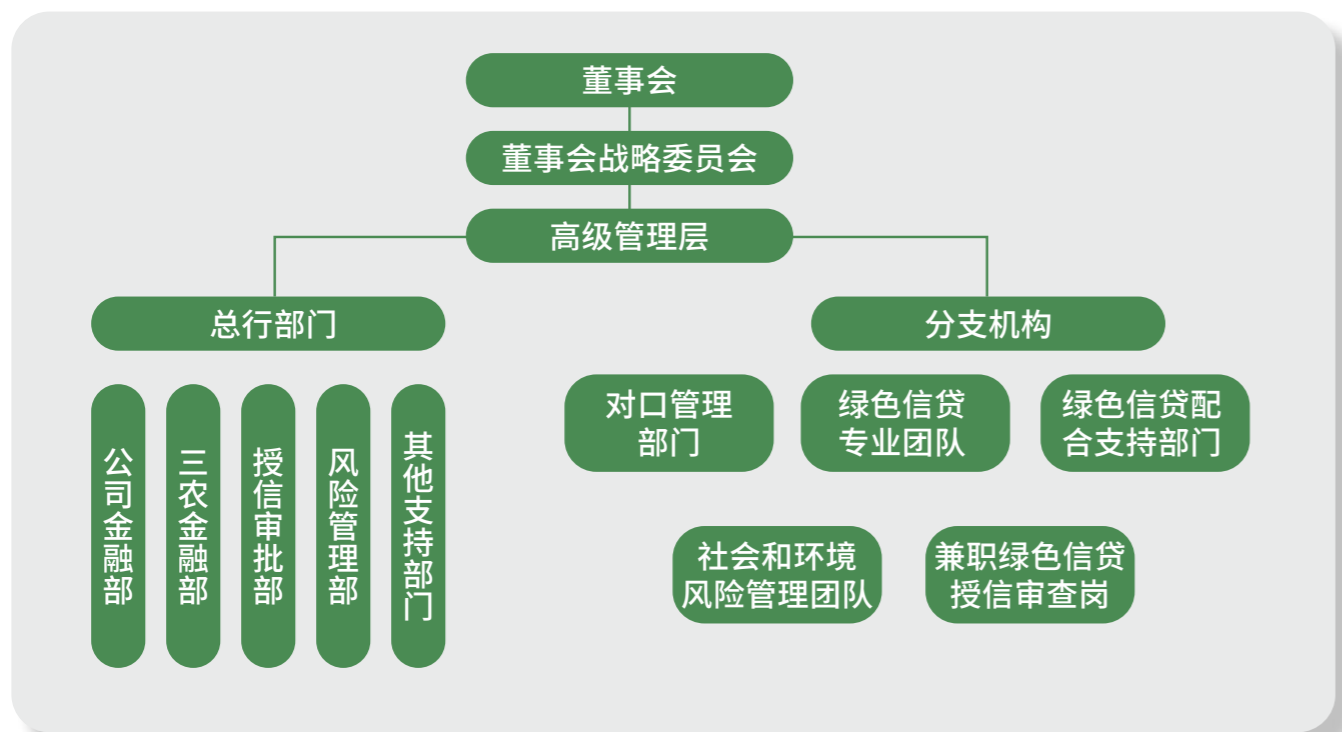 董事会
董事会战略委员会
高级管理层
总行部门
公司金融部
三农金融部
授信审批部
风险管理部
其他支持部门
分支机构
对口管理
部门
绿色信贷
专业团队
绿色信贷配
合支持部门
社会和环境
风险管理团队
兼职绿色信贷
授信审查岗